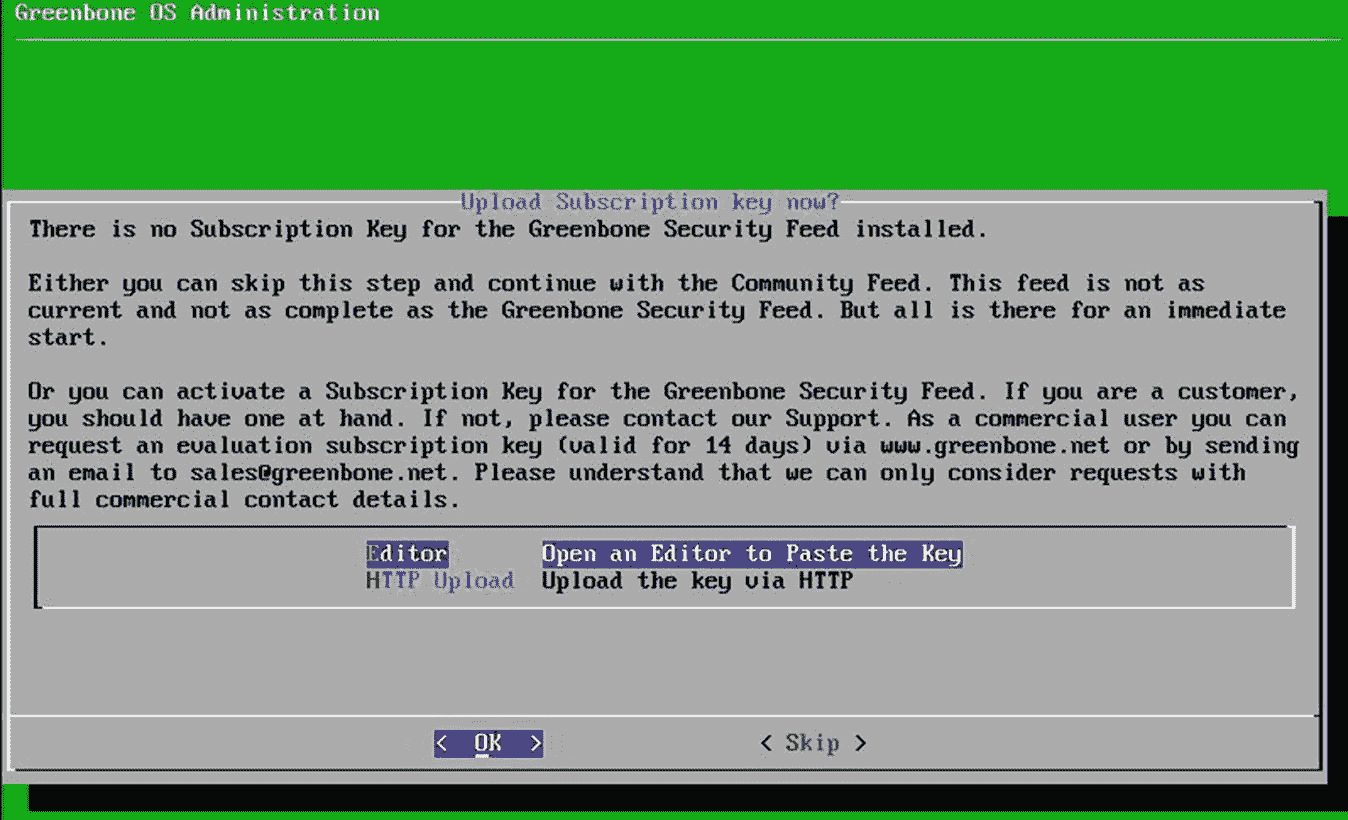 Greenbone OS Administration
Upload Subscription key now?
There is no Subscription Key for the Greenbone Security Feed installed.
Either you can skip this step and continue with the Community Feed. This feed is not as
current and not as complete as the Greenbone Security Feed. But all is there for an immediate
start.
Or you can activate a Subscription Key for the Greenbone Security Feed. If you are a customer,
you should have one at hand. If not, please contact our Support. As a commercial user you can
request an evaluation subscription key (valid for 14 days) via www.greenbone.net or by sending
an email to sales@greenbone.net. Please understand that we can only consider requests with
full commercial contact details.
Editor Open an Editor to Paste the Key
HTTP Upload Upload the key via HTTP
< OK > < Skip >